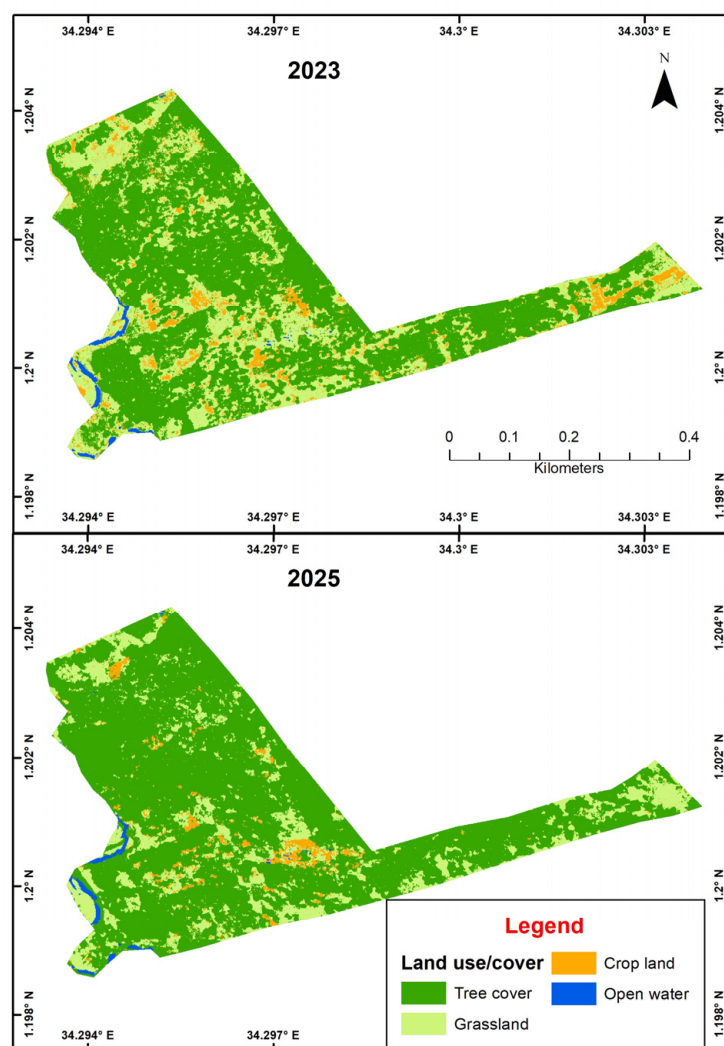 34.294° E 34.297° E 34.3° E 34.303° E
2023
N
1.204° N
1.204° N
1.202° N
1.202° N
1.2° N
1.2° N
0 0.1 0.2 0.4
Kilometers
1.198° N
1.198° N
34.294° E 34.297° E 34.3° E 34.303° E
34.294° E 34.297° E 34.3° E 34.303° E
2025
1.204° N
1.204° N
1.202° N
1.202° N
1.2° N
1.2° N
Legend
Land use/cover
Crop land
Tree cover
Open water
Grassland
1.198° N
1.198° N
34.294° E 34.297° E 34.3° E 34.303° E